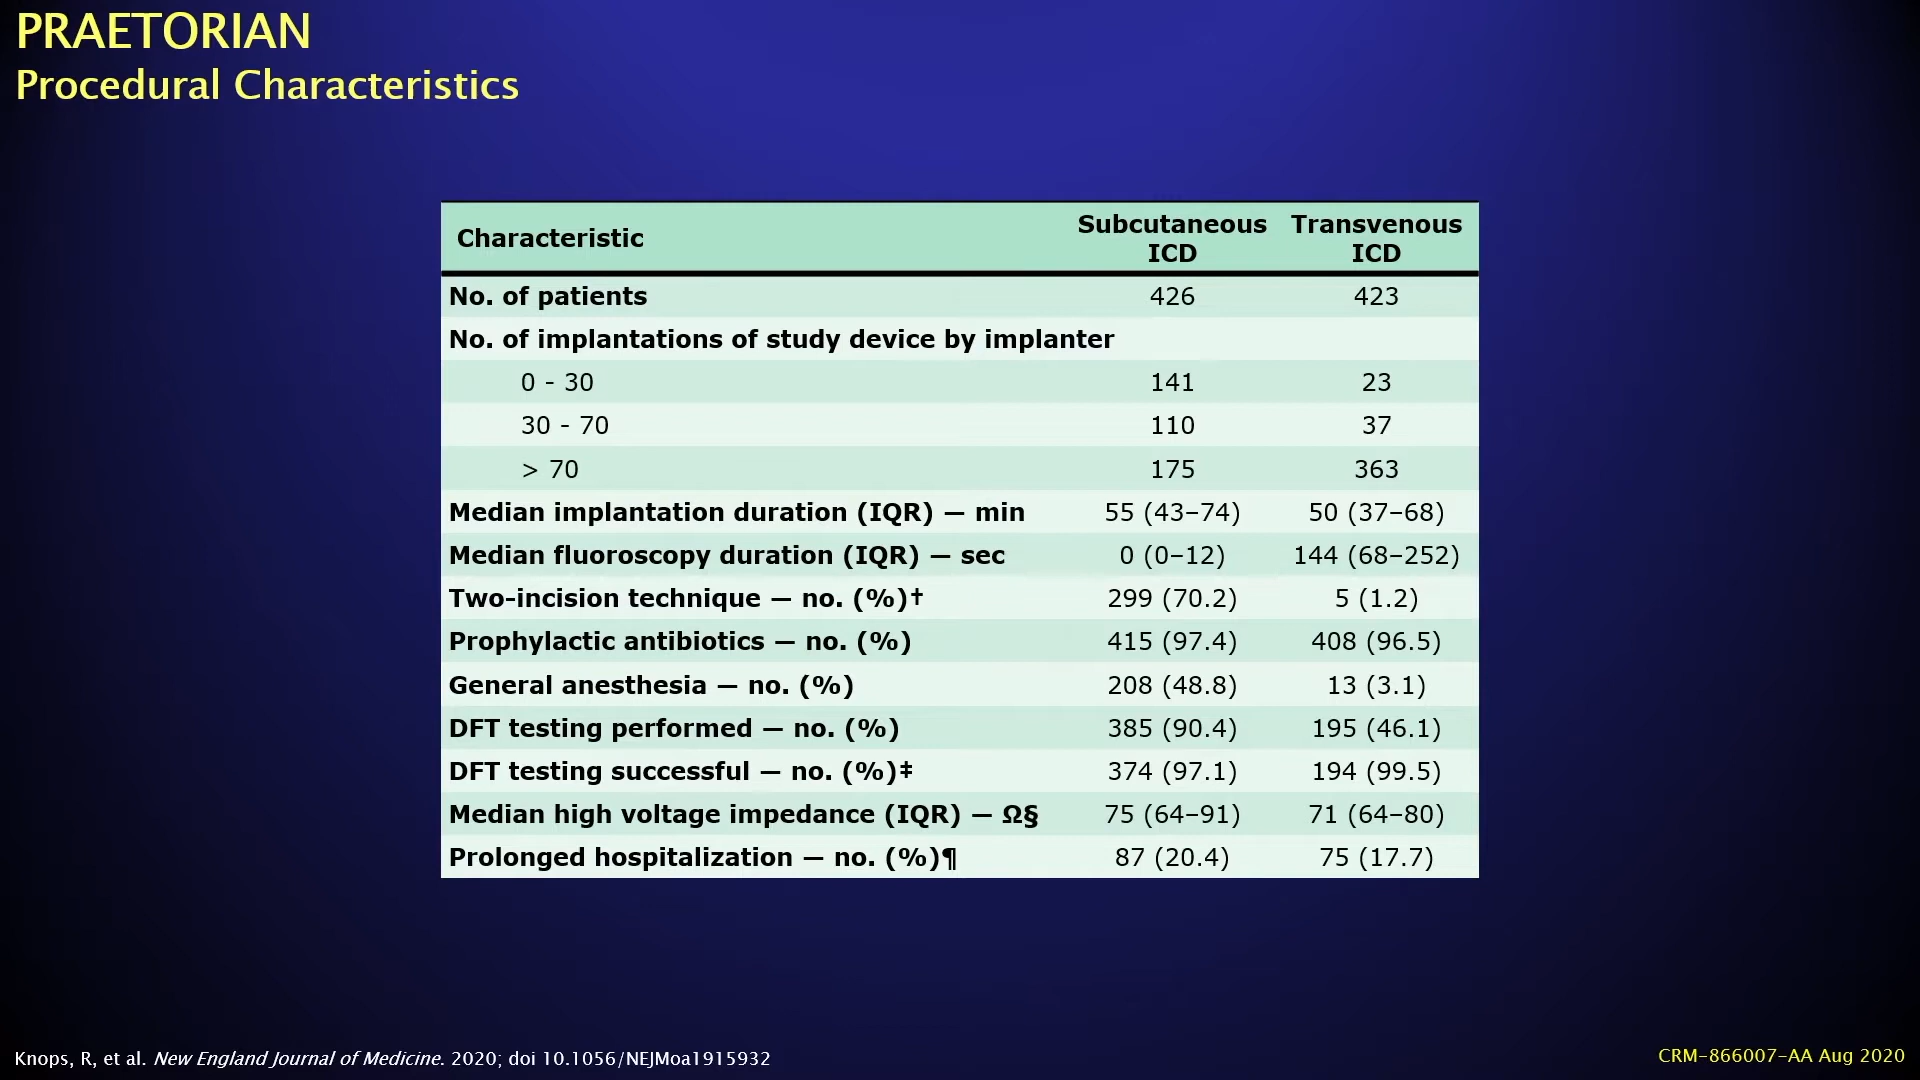 PRAETORIAN
Procedural Characteristics
Characteristic Subcutaneous ICD Transvenous ICD
No. of patients 426 423
No. of implantations of study device by implanter
0 - 30 141 23
30 - 70 110 37
> 70 175 363
Median implantation duration (IQR) — min 55 (43–74) 50 (37–68)
Median fluoroscopy duration (IQR) — sec 0 (0–12) 144 (68–252)
Two-incision technique — no. (%)† 299 (70.2) 5 (1.2)
Prophylactic antibiotics — no. (%) 415 (97.4) 408 (96.5)
General anesthesia — no. (%) 208 (48.8) 13 (3.1)
DFT testing performed — no. (%) 385 (90.4) 195 (46.1)
DFT testing successful — no. (%)‡ 374 (97.1) 194 (99.5)
Median high voltage impedance (IQR) — Ω§ 75 (64–91) 71 (64–80)
Prolonged hospitalization — no. (%)¶ 87 (20.4) 75 (17.7)
Knops, R, et al. New England Journal of Medicine. 2020; doi 10.1056/NEJMoa1915932
CRM-866007-AA Aug 2020